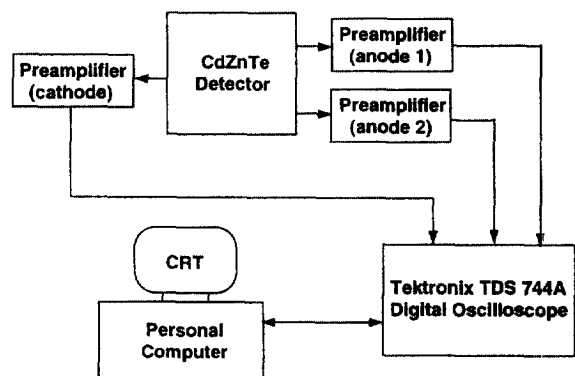 Preamplifier
(cathode)
CdZnTe
Detector
Preamplifier
(anode 1)
Preamplifier
(anode 2)
CRT
Personal
Computer
Tektronix TDS 744A
Digital Oscilloscope